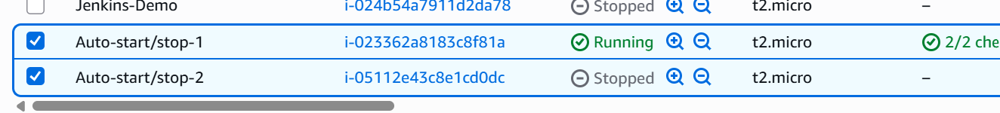 Jenkins-Demo i-024b54a7911d2da78 Stopped t2.micro –
Auto-start/stop-1 i-023362a8183c8f81a Running t2.micro 2/2 che
Auto-start/stop-2 i-05112e43c8e1cd0dc Stopped t2.micro –